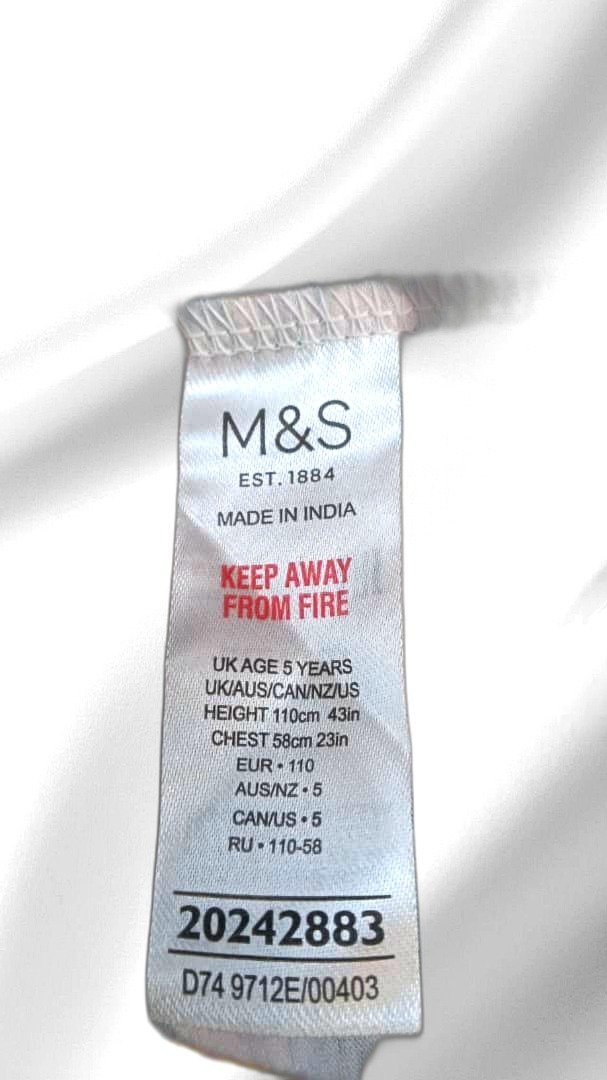 M&S
EST. 1884
MADE IN INDIA
KEEP AWAY
FROM FIRE
UK AGE 5 YEARS
UK/AUS/CAN/NZ/US
HEIGHT 110cm 43in
CHEST 58cm 23in
EUR • 110
AUS/NZ • 5
CAN/US • 5
RU • 110-58
20242883
D74 9712E/00403